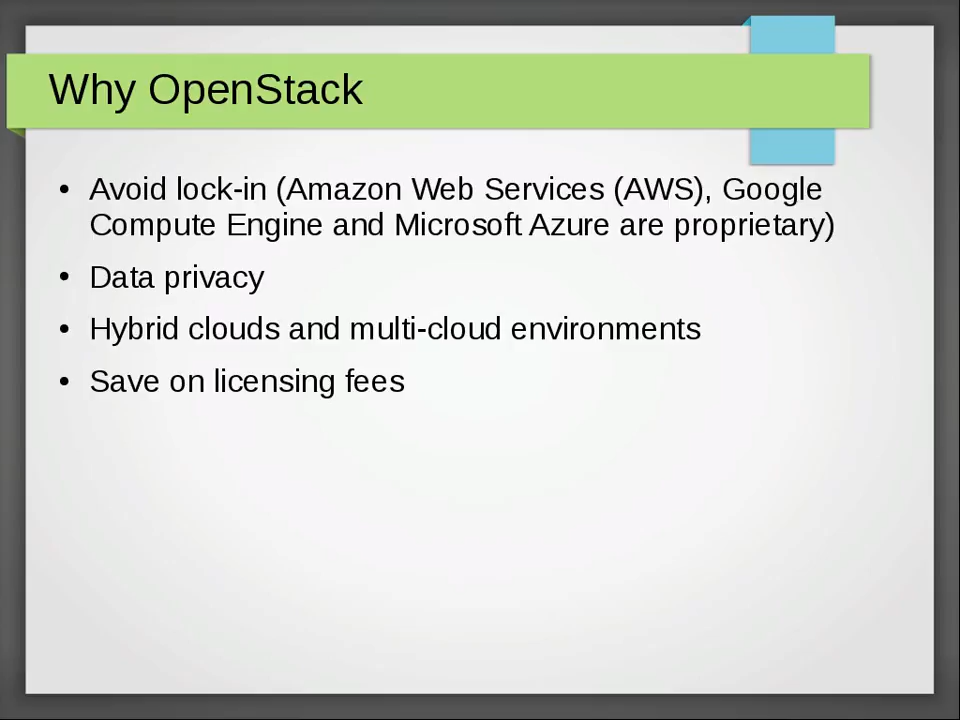 Why OpenStack
• Avoid lock-in (Amazon Web Services (AWS), Google
Compute Engine and Microsoft Azure are proprietary)
• Data privacy
• Hybrid clouds and multi-cloud environments
• Save on licensing fees